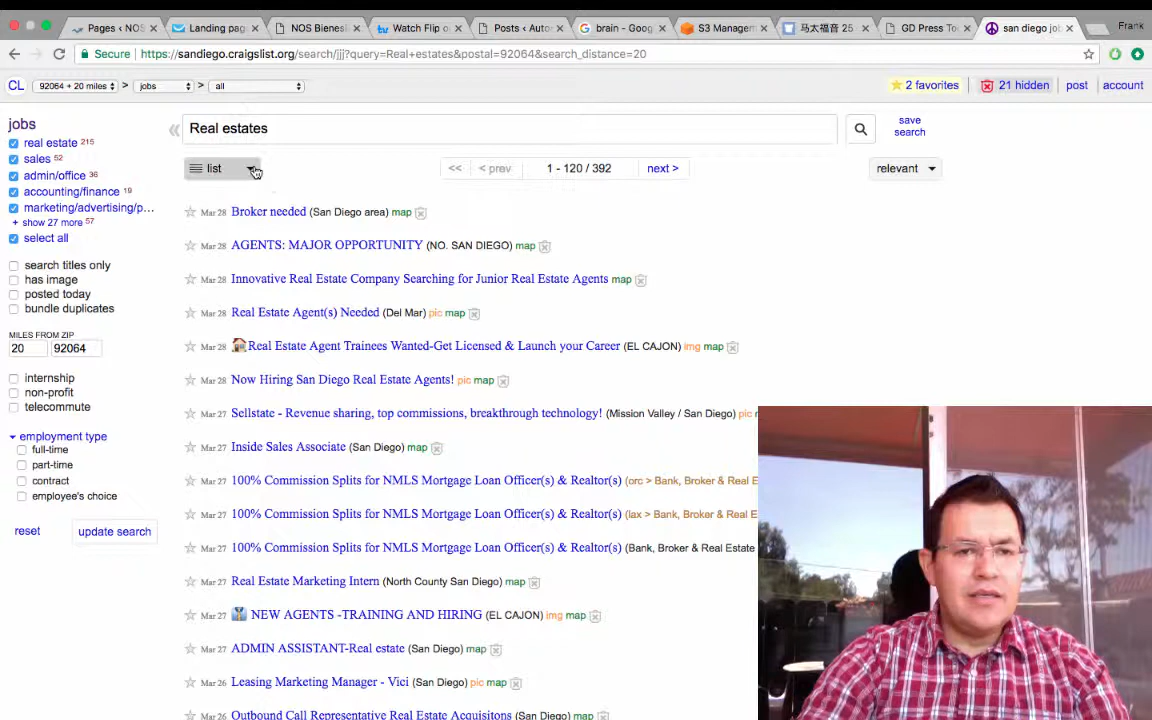 Pages ‹ NOS
Landing pag
NOS Bienesi
Watch Flip o
Posts ‹ Auto
brain - Goog
S3 Managem
马太福音 25
GD Press To
san diego jo
Frank
Secure https://sandiego.craigslist.org/search/jjj?query=Real+estates&postal=92064&search_distance=20
CL 92064 + 20 miles > jobs > all
2 favorites 21 hidden post account
jobs
real estate 215
sales 52
admin/office 36
accounting/finance 19
marketing/advertising/p...
+ show 27 more 57
select all
search titles only
has image
posted today
bundle duplicates
MILES FROM ZIP
20 92064
internship
non-profit
telecommute
employment type
full-time
part-time
contract
employee's choice
reset update search
« Real estates
save search
list << < prev 1 - 120 / 392 next > relevant
Mar 28 Broker needed (San Diego area) map
Mar 28 AGENTS: MAJOR OPPORTUNITY (NO. SAN DIEGO) map
Mar 28 Innovative Real Estate Company Searching for Junior Real Estate Agents map
Mar 28 Real Estate Agent(s) Needed (Del Mar) pic map
Mar 28 Real Estate Agent Trainees Wanted-Get Licensed & Launch your Career (EL CAJON) img map
Mar 28 Now Hiring San Diego Real Estate Agents! pic map
Mar 27 Sellstate - Revenue sharing, top commissions, breakthrough technology! (Mission Valley / San Diego) pic
Mar 27 Inside Sales Associate (San Diego) map
Mar 27 100% Commission Splits for NMLS Mortgage Loan Officer(s) & Realtor(s) (orc > Bank, Broker & Real E
Mar 27 100% Commission Splits for NMLS Mortgage Loan Officer(s) & Realtor(s) (lax > Bank, Broker & Real E
Mar 27 100% Commission Splits for NMLS Mortgage Loan Officer(s) & Realtor(s) (Bank, Broker & Real Estate
Mar 27 Real Estate Marketing Intern (North County San Diego) map
Mar 27 NEW AGENTS -TRAINING AND HIRING (EL CAJON) img map
Mar 27 ADMIN ASSISTANT-Real estate (San Diego) map
Mar 26 Leasing Marketing Manager - Vici (San Diego) pic map
Mar 26 Outbound Call Representative Real Estate Acquisitons (San Diego) map